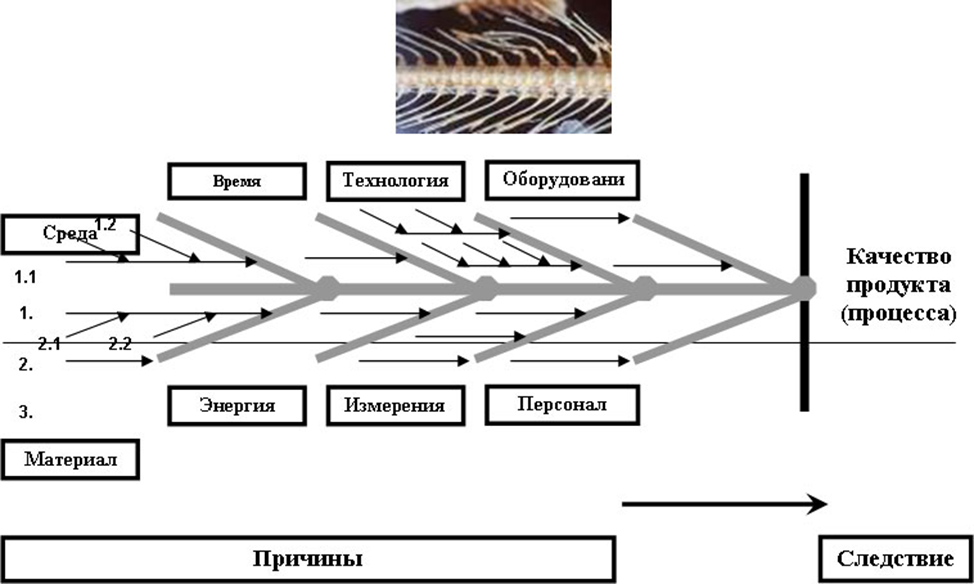 Время
Технология
Оборудовани
Среда
1.2
1.1
1.
2.1
2.2
2.
3.
Качество
продукта
(процесса)
Энергия
Измерения
Персонал
Материал
Причины
Следствие